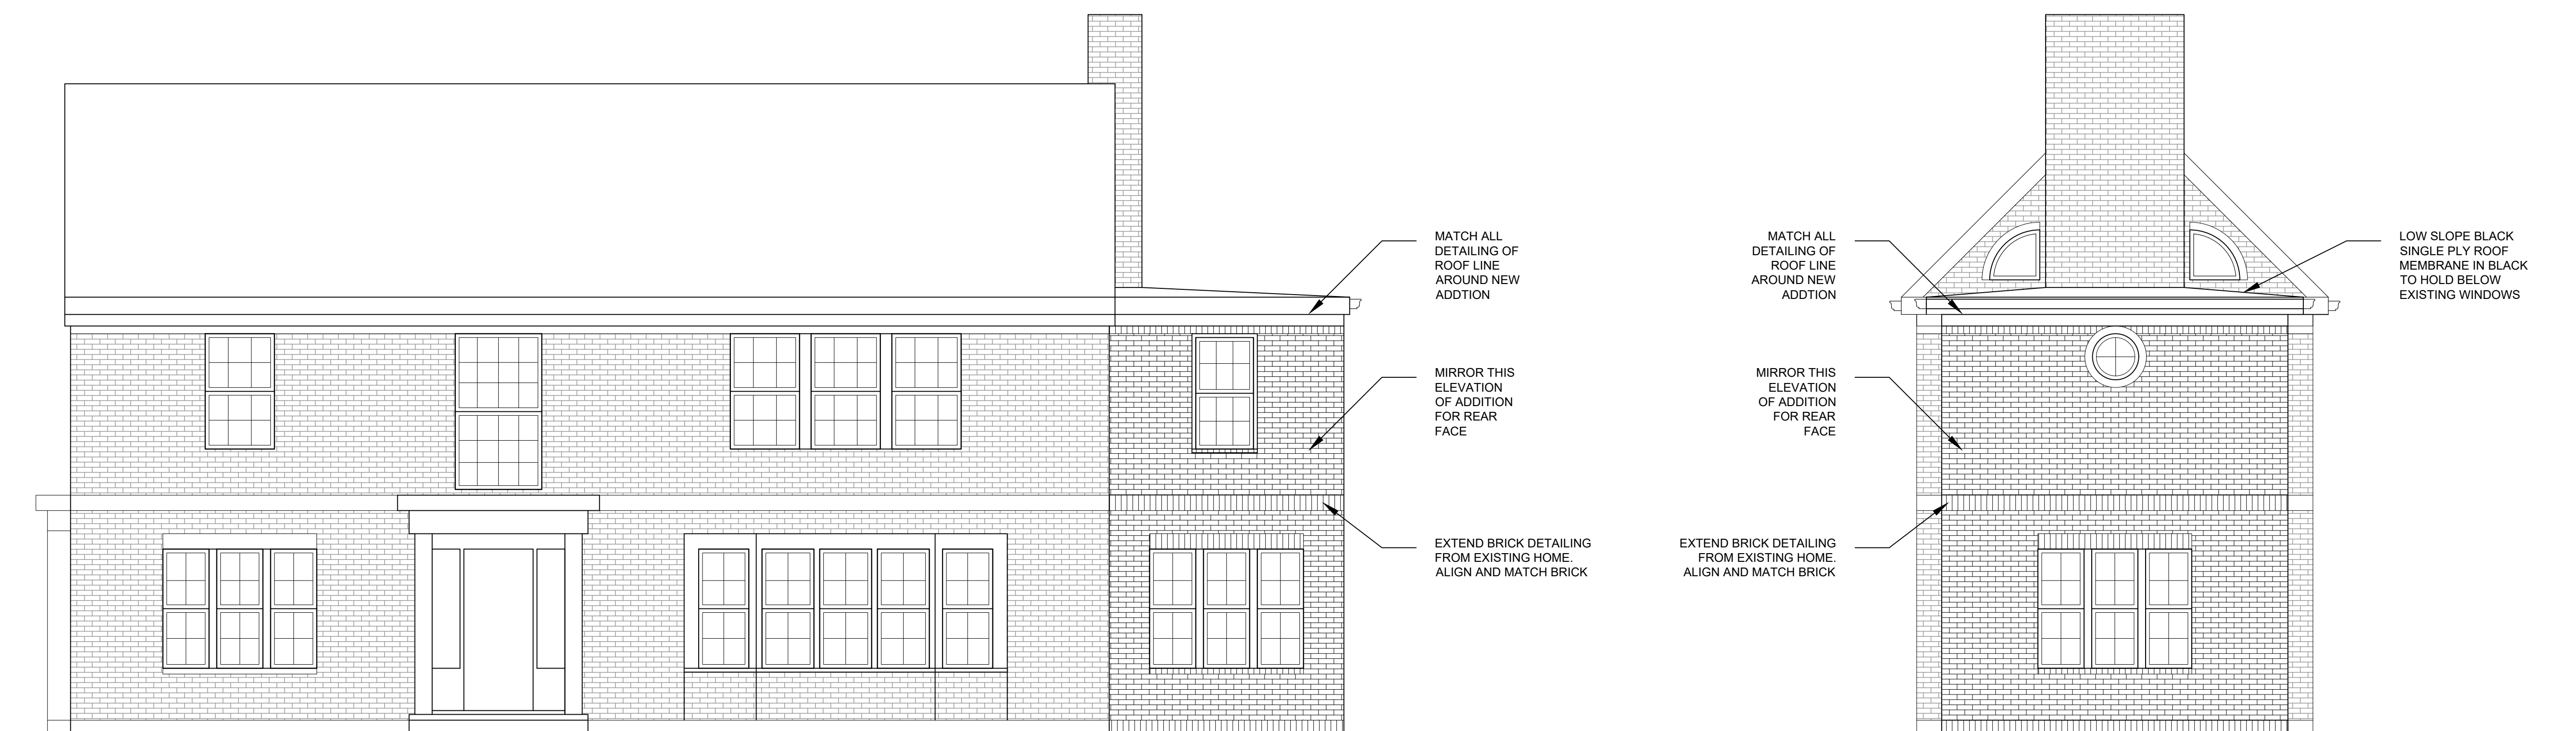 MATCH ALL
DETAILING OF
ROOF LINE
AROUND NEW
ADDTION
MIRROR THIS
ELEVATION
OF ADDITION
FOR REAR
FACE
EXTEND BRICK DETAILING
FROM EXISTING HOME.
ALIGN AND MATCH BRICK
MATCH ALL
DETAILING OF
ROOF LINE
AROUND NEW
ADDTION
MIRROR THIS
ELEVATION
OF ADDITION
FOR REAR
FACE
EXTEND BRICK DETAILING
FROM EXISTING HOME.
ALIGN AND MATCH BRICK
LOW SLOPE BLACK
SINGLE PLY ROOF
MEMBRANE IN BLACK
TO HOLD BELOW
EXISTING WINDOWS